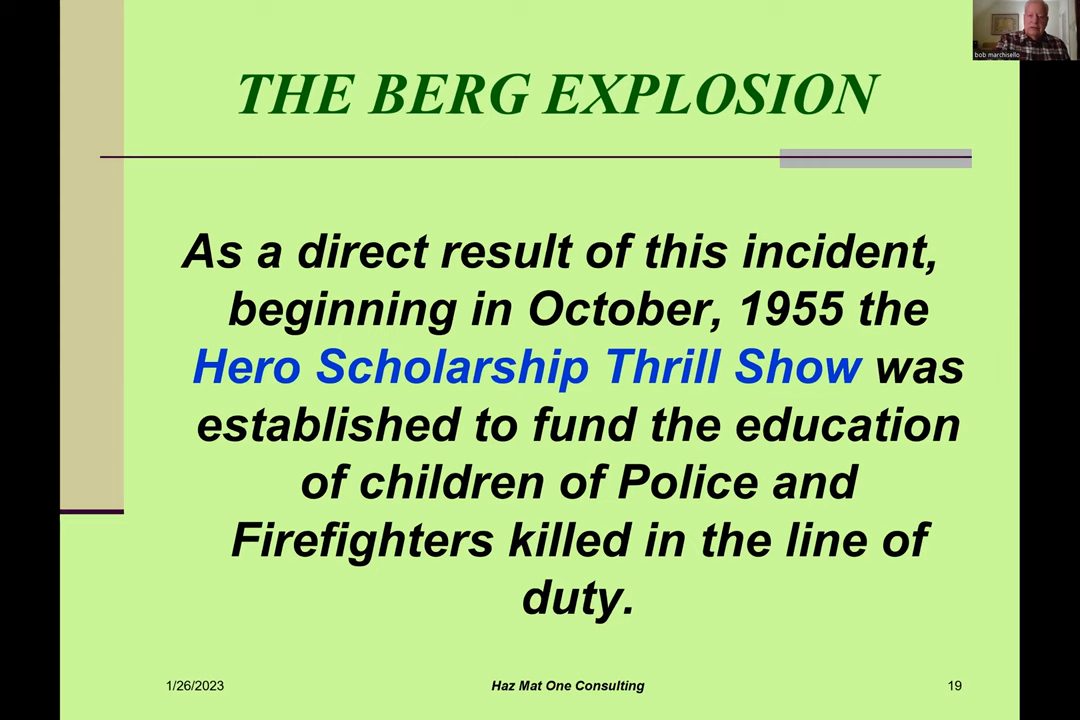 bob marchisello
THE BERG EXPLOSION
As a direct result of this incident,
beginning in October, 1955 the
Hero Scholarship Thrill Show was
established to fund the education
of children of Police and
Firefighters killed in the line of
duty.
1/26/2023
Haz Mat One Consulting
19